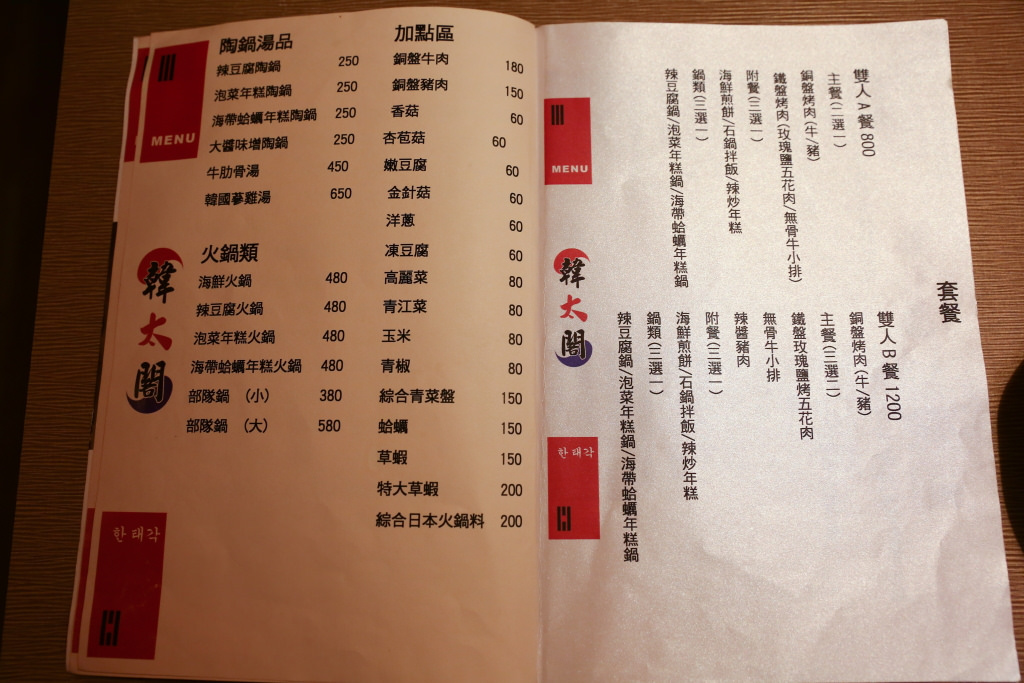 MENU
陶鍋湯品
辣豆腐陶鍋 250
泡菜年糕陶鍋 250
海帶蛤蠣年糕陶鍋 250
大醬味增陶鍋 250
牛肋骨湯 450
韓國蔘雞湯 650
火鍋類
海鮮火鍋 480
辣豆腐火鍋 480
泡菜年糕火鍋 480
海帶蛤蠣年糕火鍋 480
部隊鍋 (小) 380
部隊鍋 (大) 580
韓太閣
한태각
加點區
銅盤牛肉 180
銅盤豬肉 150
香菇 60
杏苞菇 60
嫩豆腐 60
金針菇 60
洋蔥 60
凍豆腐 60
高麗菜 80
青江菜 80
玉米 80
青椒 80
綜合青菜盤 150
蛤蠣 150
草蝦 150
特大草蝦 200
綜合日本火鍋料 200
MENU
韓太閣
한태각
套餐
雙人A餐 800
主餐(二選一)
銅盤烤肉(牛/豬)
鐵盤烤肉(玫瑰鹽五花肉/無骨牛小排)
附餐(三選一)
海鮮煎餅/石鍋拌飯/辣炒年糕
鍋類(三選一)
辣豆腐鍋/泡菜年糕鍋/海帶蛤蠣年糕鍋
雙人B餐 1200
銅盤烤肉(牛/豬)
主餐(三選二)
鐵盤玫瑰鹽烤五花肉
無骨牛小排
辣醬豬肉
附餐(三選一)
海鮮煎餅/石鍋拌飯/辣炒年糕
鍋類(三選一)
辣豆腐鍋/泡菜年糕鍋/海帶蛤蠣年糕鍋